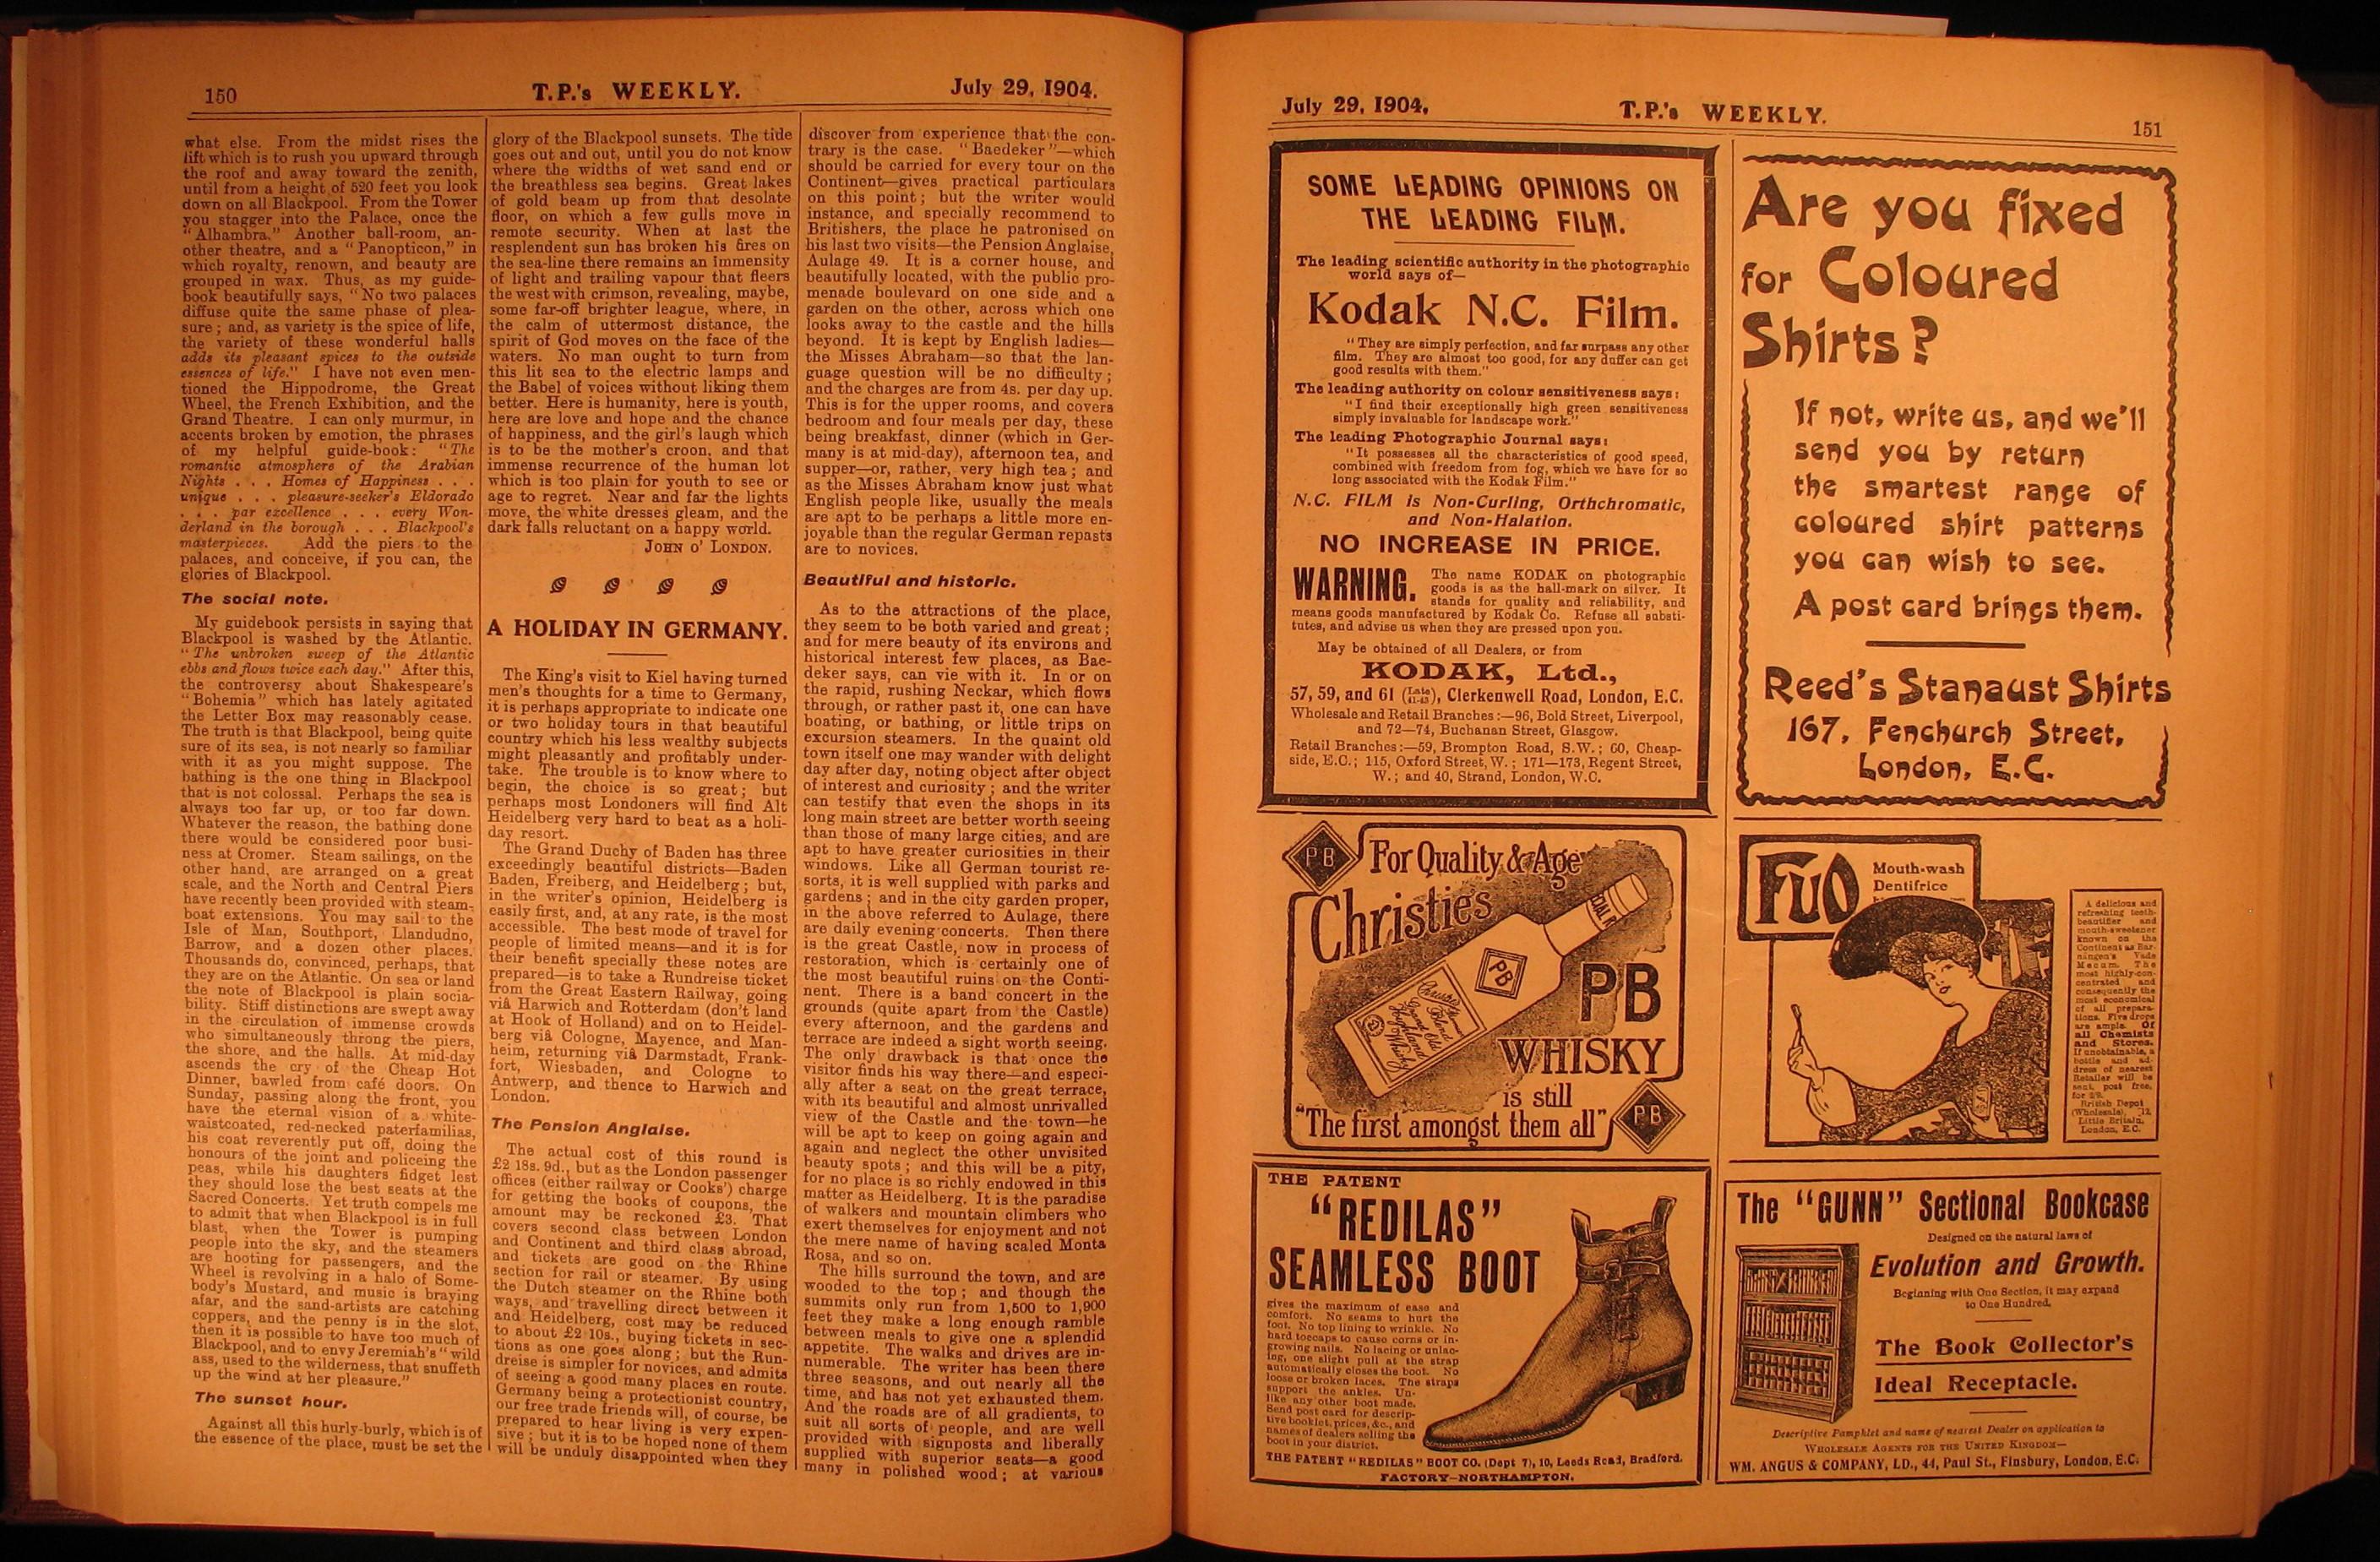 150
T.P.'s WEEKLY.
July 29, 1904.
what else. From the midst rises the
lift which is to rush you upward through
the roof and away toward the zenith,
until from a height of 520 feet you look
down on all Blackpool. From the Tower
you stagger into the Palace, once the
"Alhambra." Another ball-room, an-
other theatre, and a "Panopticon," in
which royalty, renown, and beauty are
grouped in wax. Thus, as my guide-
book beautifully says, "No two palaces
diffuse quite the same phase of plea-
sure; and, as variety is the spice of life,
the variety of these wonderful halls
adds its pleasant spices to the outside
essences of life." I have not even men-
tioned the Hippodrome, the Great
Wheel, the French Exhibition, and the
Grand Theatre. I can only murmur, in
accents broken by emotion, the phrases
of my helpful guide-book: "The
romantic atmosphere of the Arabian
Nights . . . Homes of Happiness . . .
unique . . . pleasure-seeker's Eldorado
. . . par excellence . . . every Won-
derland in the borough . . . Blackpool's
masterpieces. Add the piers to the
palaces, and conceive, if you can, the
glories of Blackpool.
The social note.
My guidebook persists in saying that
Blackpool is washed by the Atlantic.
"The unbroken sweep of the Atlantic
ebbs and flows twice each day." After this,
the controversy about Shakespeare's
"Bohemia" which has lately agitated
the Letter Box may reasonably cease.
The truth is that Blackpool, being quite
sure of its sea, is not nearly so familiar
with it as you might suppose. The
bathing is the one thing in Blackpool
that is not colossal. Perhaps the sea is
always too far up, or too far down.
Whatever the reason, the bathing done
there would be considered poor busi-
ness at Cromer. Steam sailings, on the
other hand, are arranged on a great
scale, and the North and Central Piers
have recently been provided with steam-
boat extensions. You may sail to the
Isle of Man, Southport, Llandudno,
Barrow, and a dozen other places.
Thousands do, convinced, perhaps, that
they are on the Atlantic. On sea or land
the note of Blackpool is plain socia-
bility. Stiff distinctions are swept away
in the circulation of immense crowds
who simultaneously throng the piers,
the shore, and the halls. At mid-day
ascends the cry of the Cheap Hot
Dinner, bawled from café doors. On
Sunday, passing along the front, you
have the eternal vision of a white-
waistcoated, red-necked paterfamilias,
his coat reverently put off, doing the
honours of the joint and policeing the
peas, while his daughters fidget lest
they should lose the best seats at the
Sacred Concerts. Yet truth compels me
to admit that when Blackpool is in full
blast, when the Tower is pumping
people into the sky, and the steamers
are hooting for passengers, and the
Wheel is revolving in a halo of Some-
body's Mustard, and music is braying
afar, and the sand-artists are catching
coppers, and the penny is in the slot,
then it is possible to have too much of
Blackpool, and to envy Jeremiah's "wild
ass, used to the wilderness, that snuffeth
up the wind at her pleasure."
The sunset hour.
Against all this hurly-burly, which is of
the essence of the place, must be set the
glory of the Blackpool sunsets. The tide
goes out and out, until you do not know
where the widths of wet sand end or
the breathless sea begins. Great lakes
of gold beam up from that desolate
floor, on which a few gulls move in
remote security. When at last the
resplendent sun has broken his fires on
the sea-line there remains an immensity
of light and trailing vapour that fleers
the west with crimson, revealing, maybe,
some far-off brighter league, where, in
the calm of uttermost distance, the
spirit of God moves on the face of the
waters. No man ought to turn from
this lit sea to the electric lamps and
the Babel of voices without liking them
better. Here is humanity, here is youth,
here are love and hope and the chance
of happiness, and the girl's laugh which
is to be the mother's croon, and that
immense recurrence of the human lot
which is too plain for youth to see or
age to regret. Near and far the lights
move, the white dresses gleam, and the
dark falls reluctant on a happy world.
JOHN O' LONDON.
A HOLIDAY IN GERMANY.
The King's visit to Kiel having turned
men's thoughts for a time to Germany,
it is perhaps appropriate to indicate one
or two holiday tours in that beautiful
country which his less wealthy subjects
might pleasantly and profitably under-
take. The trouble is to know where to
begin, the choice is so great; but
perhaps most Londoners will find Alt
Heidelberg very hard to beat as a holi-
day resort.
The Grand Duchy of Baden has three
exceedingly beautiful districts—Baden
Baden, Freiberg, and Heidelberg; but,
in the writer's opinion, Heidelberg is
easily first, and, at any rate, is the most
accessible. The best mode of travel for
people of limited means—and it is for
their benefit specially these notes are
prepared—is to take a Rundreise ticket
from the Great Eastern Railway, going
viâ Harwich and Rotterdam (don't land
at Hook of Holland) and on to Heidel-
berg viâ Cologne, Mayence, and Man-
heim, returning viâ Darmstadt, Frank-
fort, Wiesbaden, and Cologne to
Antwerp, and thence to Harwich and
London.
The Pension Anglaise.
The actual cost of this round is
£2 18s. 9d., but as the London passenger
offices (either railway or Cooks') charge
for getting the books of coupons, the
amount may be reckoned £3. That
covers second class between London
and Continent and third class abroad,
and tickets are good on the Rhine
section for rail or steamer. By using
the Dutch steamer on the Rhine both
ways, and travelling direct between it
and Heidelberg, cost may be reduced
to about £2 10s., buying tickets in sec-
tions as one goes along; but the Run-
dreise is simpler for novices, and admits
of seeing a good many places en route.
Germany being a protectionist country,
our free trade friends will, of course, be
prepared to hear living is very expen-
sive; but it is to be hoped none of them
will be unduly disappointed when they
discover from experience that the con-
trary is the case. "Baedeker"—which
should be carried for every tour on the
Continent—gives practical particulars
on this point; but the writer would
instance, and specially recommend to
Britishers, the place he patronised on
his last two visits—the Pension Anglaise,
Aulage 49. It is a corner house, and
beautifully located, with the public pro-
menade boulevard on one side and a
garden on the other, across which one
looks away to the castle and the hills
beyond. It is kept by English ladies—
the Misses Abraham—so that the lan-
guage question will be no difficulty;
and the charges are from 4s. per day up.
This is for the upper rooms, and covers
bedroom and four meals per day, these
being breakfast, dinner (which in Ger-
many is at mid-day), afternoon tea, and
supper—or, rather, very high tea; and
as the Misses Abraham know just what
English people like, usually the meals
are apt to be perhaps a little more en-
joyable than the regular German repasts
are to novices.
Beautiful and historic.
As to the attractions of the place,
they seem to be both varied and great;
and for mere beauty of its environs and
historical interest few places, as Bae-
deker says, can vie with it. In or on
the rapid, rushing Neckar, which flows
through, or rather past it, one can have
boating, or bathing, or little trips on
excursion steamers. In the quaint old
town itself one may wander with delight
day after day, noting object after object
of interest and curiosity; and the writer
can testify that even the shops in its
long main street are better worth seeing
than those of many large cities, and are
apt to have greater curiosities in their
windows. Like all German tourist re-
sorts, it is well supplied with parks and
gardens; and in the city garden proper,
in the above referred to Aulage, there
are daily evening concerts. Then there
is the great Castle, now in process of
restoration, which is certainly one of
the most beautiful ruins on the Conti-
nent. There is a band concert in the
grounds (quite apart from the Castle)
every afternoon, and the gardens and
terrace are indeed a sight worth seeing.
The only drawback is that once the
visitor finds his way there—and especi-
ally after a seat on the great terrace,
with its beautiful and almost unrivalled
view of the Castle and the town—he
will be apt to keep on going again and
again and neglect the other unvisited
beauty spots; and this will be a pity,
for no place is so richly endowed in this
matter as Heidelberg. It is the paradise
of walkers and mountain climbers who
exert themselves for enjoyment and not
the mere name of having scaled Monta
Rosa, and so on.
The hills surround the town, and are
wooded to the top; and though the
summits only run from 1,500 to 1,900
feet they make a long enough ramble
between meals to give one a splendid
appetite. The walks and drives are in-
numerable. The writer has been there
three seasons, and out nearly all the
time, and has not yet exhausted them.
And the roads are of all gradients, to
suit all sorts of people, and are well
provided with signposts and liberally
supplied with superior seats—a good
many in polished wood; at various
July 29, 1904.
T.P.'s WEEKLY.
151
SOME LEADING OPINIONS ON
THE LEADING FILM.
The leading scientific authority in the photographic
world says of—
Kodak N.C. Film.
"They are simply perfection, and far surpass any other
film. They are almost too good, for any duffer can get
good results with them."
The leading authority on colour sensitiveness says:
"I find their exceptionally high green sensitiveness
simply invaluable for landscape work."
The leading Photographic Journal says:
"It possesses all the characteristics of good speed,
combined with freedom from fog, which we have for so
long associated with the Kodak Film."
N.C. FILM is Non-Curling, Orthchromatic,
and Non-Halation.
NO INCREASE IN PRICE.
WARNING. The name KODAK on photographic
goods is as the hall-mark on silver. It
stands for quality and reliability, and
means goods manufactured by Kodak Co. Refuse all substi-
tutes, and advise us when they are pressed upon you.
May be obtained of all Dealers, or from
KODAK, Ltd.,
57, 59, and 61 (Late 41-43), Clerkenwell Road, London, E.C.
Wholesale and Retail Branches:—96, Bold Street, Liverpool,
and 72—74, Buchanan Street, Glasgow.
Retail Branches:—59, Brompton Road, S.W.; 60, Cheap-
side, E.C.; 115, Oxford Street, W.; 171—173, Regent Street,
W.; and 40, Strand, London, W.C.
Are you fixed
for Coloured
Shirts?
If not, write us, and we'll
send you by return
the smartest range of
coloured shirt patterns
you can wish to see.
A post card brings them.
Reed's Stanaust Shirts
167, Fenchurch Street,
London, E.C.
PB
For Quality & Age
Christie's
PB
Christie's
Blend
Highland
Whisky
PB
WHISKY
is still
"The first amongst them all"
PB
FUO
Mouth-wash
Dentifrice
A delicious and
refreshing teeth-
beautifier and
mouth-sweetener
known on the
Continent as Bar-
ningen's Vade
Mecum. The
most highly-con-
centrated and
consequently the
most economical
of all prepara-
tions. Five drops
are ample. Of
all Chemists
and Stores.
If unobtainable, a
bottle and ad-
dress of nearest
Retailer will be
sent, post free,
for 2/9.
British Depot
(Wholesale), 12,
Little Britain,
London, E.C.
THE PATENT
"REDILAS"
SEAMLESS BOOT
gives the maximum of ease and
comfort. No seams to hurt the
foot. No top lining to wrinkle. No
hard toecaps to cause corns or in-
growing nails. No lacing or unlac-
ing, one slight pull at the strap
automatically closes the boot. No
loose or broken laces. The straps
support the ankles. Un-
like any other boot made.
Send post card for descrip-
tive booklet, prices, &c., and
names of dealers selling the
boot in your district.
THE PATENT "REDILAS" BOOT CO. (Dept 7), 10, Leeds Road, Bradford.
FACTORY—NORTHAMPTON.
The "GUNN" Sectional Bookcase
Designed on the natural laws of
Evolution and Growth.
Beginning with One Section, it may expand
to One Hundred.
The Book Collector's
Ideal Receptacle.
Descriptive Pamphlet and name of nearest Dealer on application to
WHOLESALE AGENTS FOR THE UNITED KINGDOM—
WM. ANGUS & COMPANY, LD., 44, Paul St., Finsbury, London, E.C.